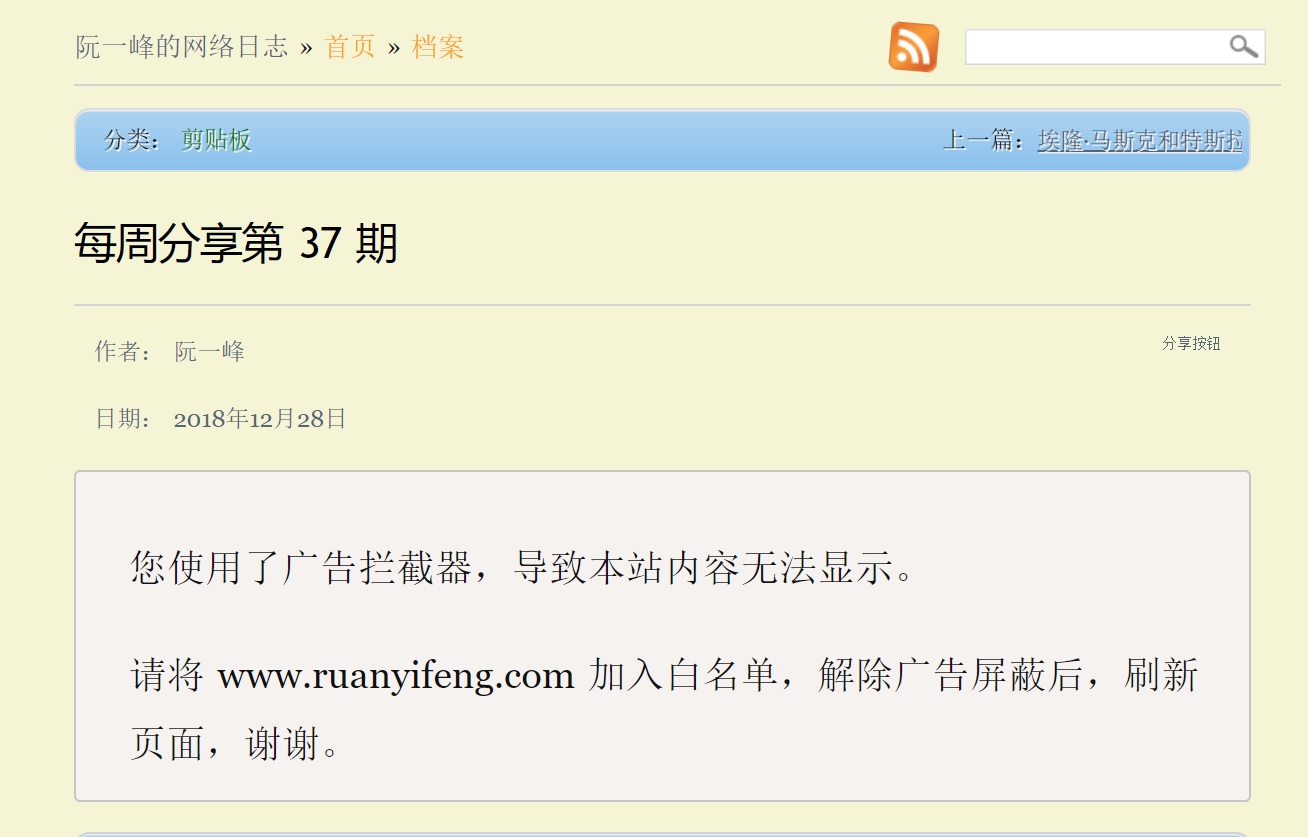 阮一峰的网络日志 » 首页 » 档案
分类： 剪贴板
上一篇：埃隆·马斯克和特斯拉
每周分享第 37 期
作者： 阮一峰
分享按钮
日期： 2018年12月28日
您使用了广告拦截器，导致本站内容无法显示。
请将 www.ruanyifeng.com 加入白名单，解除广告屏蔽后，刷新
页面，谢谢。